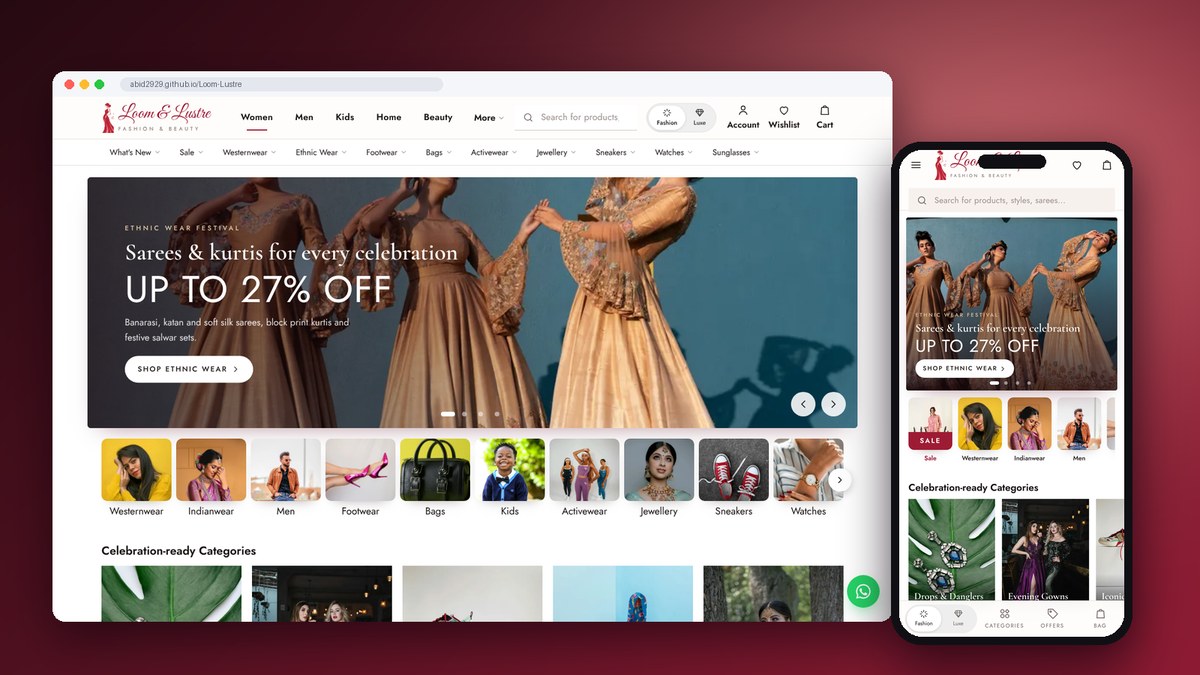 abid2929.github.io/Loom-Lustre
Loom & Lustre
FASHION & BEAUTY
Women Men Kids Home Beauty More
Search for products
Fashion Luxe
Account Wishlist Cart
What's New Sale Westernwear Ethnic Wear Footwear Bags Activewear Jewellery Sneakers Watches Sunglasses
ETHNIC WEAR FESTIVAL
Sarees & kurtis for every celebration
UP TO 27% OFF
Banarasi, katan and soft silk sarees, block print kurtis and
festive salwar sets.
SHOP ETHNIC WEAR
Westernwear Indianwear Men Footwear Bags Kids Activewear Jewellery Sneakers Watches
Celebration-ready Categories
FASHION & BEAUTY
Search for products, styles, sarees...
ETHNIC WEAR FESTIVAL
Sarees & kurtis for every celebration
UP TO 27% OFF
SHOP ETHNIC WEAR
SALE
Sale Westernwear Indianwear Men
Celebration-ready Categories
Drops & Danglers Evening Gowns Iconic
Fashion Luxe CATEGORIES OFFERS BAG